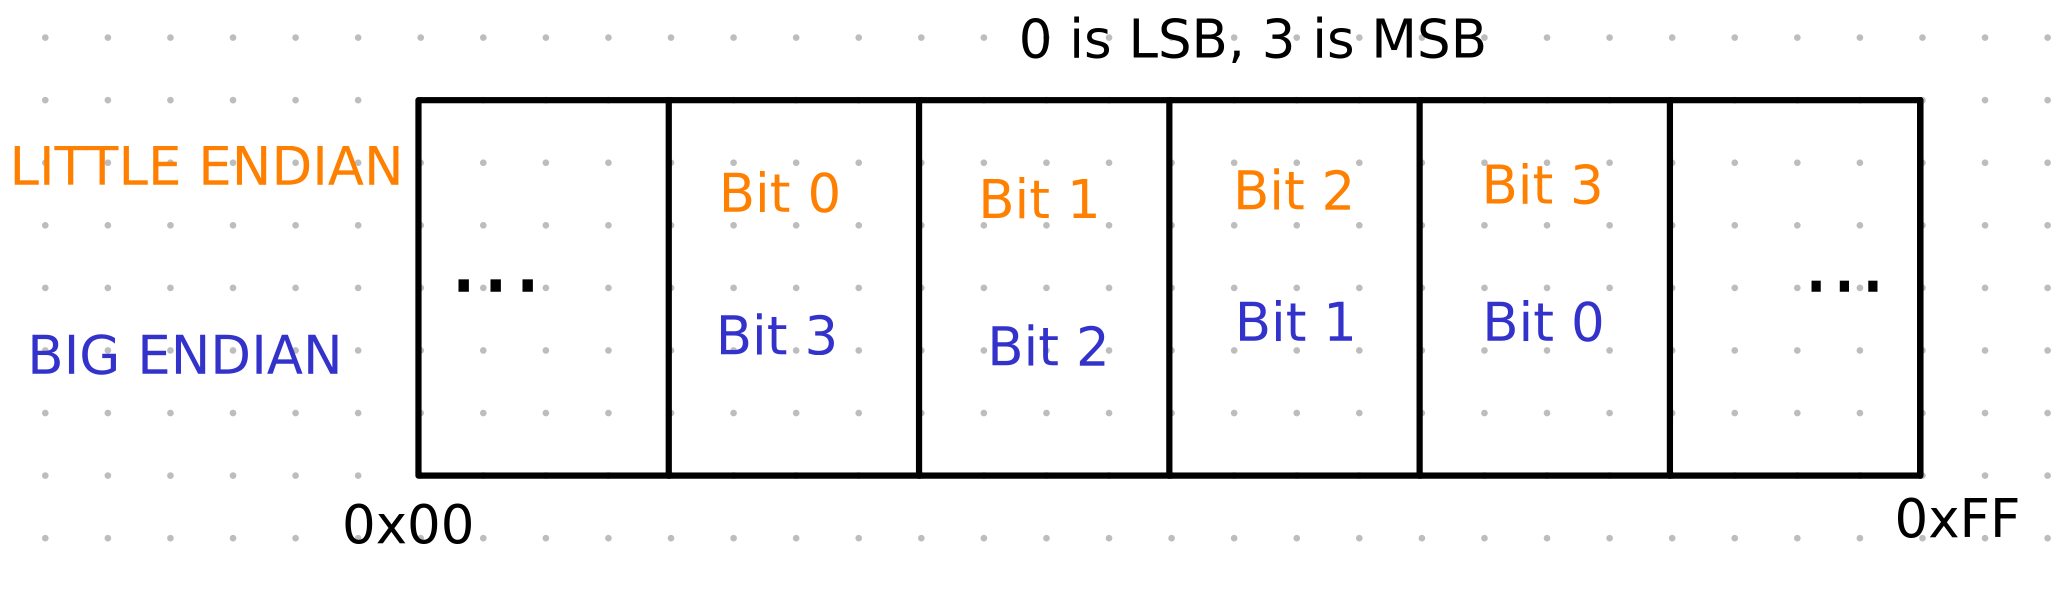 0 is LSB, 3 is MSB
LITTLE ENDIAN
Bit 0
Bit 1
Bit 2
Bit 3
...
...
BIG ENDIAN
Bit 3
Bit 2
Bit 1
Bit 0
0x00
0xFF